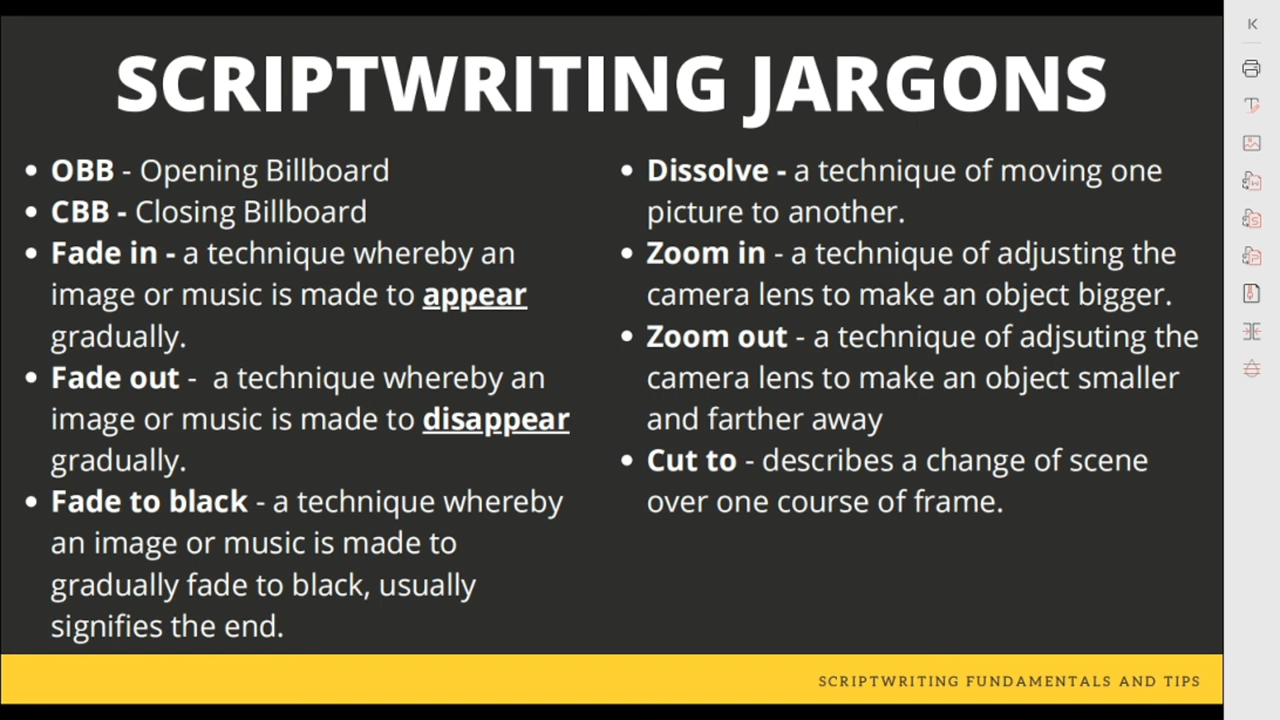 SCRIPTWRITING JARGONS
• OBB - Opening Billboard
• CBB - Closing Billboard
• Fade in - a technique whereby an
image or music is made to appear
gradually.
• Fade out - a technique whereby an
image or music is made to disappear
gradually.
• Fade to black - a technique whereby
an image or music is made to
gradually fade to black, usually
signifies the end.
• Dissolve - a technique of moving one
picture to another.
• Zoom in - a technique of adjusting the
camera lens to make an object bigger.
• Zoom out - a technique of adjsuting the
camera lens to make an object smaller
and farther away
• Cut to - describes a change of scene
over one course of frame.
SCRIPTWRITING FUNDAMENTALS AND TIPS